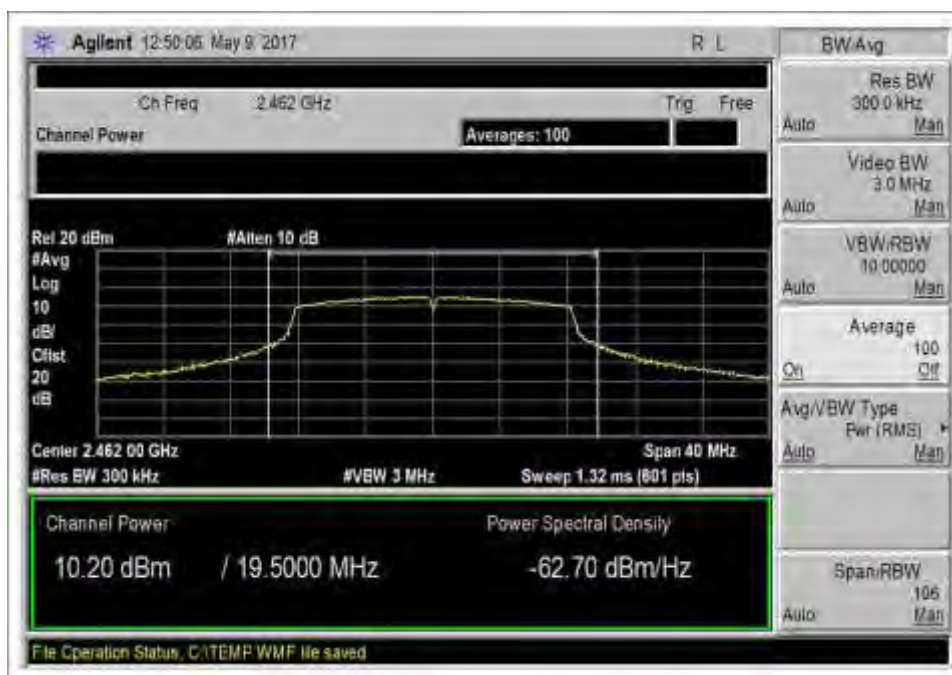 Agilent 12:50:06 May 9, 2017 R L
Ch Freq 2.462 GHz Trig Free
Channel Power Averages: 100
Ref 20 dBm #Atten 10 dB
#Avg
Log
10
dB/
Offst
20
dB
Center 2.462 00 GHz Span 40 MHz
#Res BW 300 kHz #VBW 3 MHz Sweep 1.32 ms (601 pts)
Channel Power Power Spectral Density
10.20 dBm / 19.5000 MHz -62.70 dBm/Hz
File Operation Status, C:\TEMP.WMF file saved
BW/Avg
Res BW
300.0 kHz
Auto Man
Video BW
3.0 MHz
Auto Man
VBW/RBW
10.00000
Auto Man
Average
100
On Off
Avg/VBW Type
Pwr (RMS)
Auto Man
Span/RBW
106
Auto Man